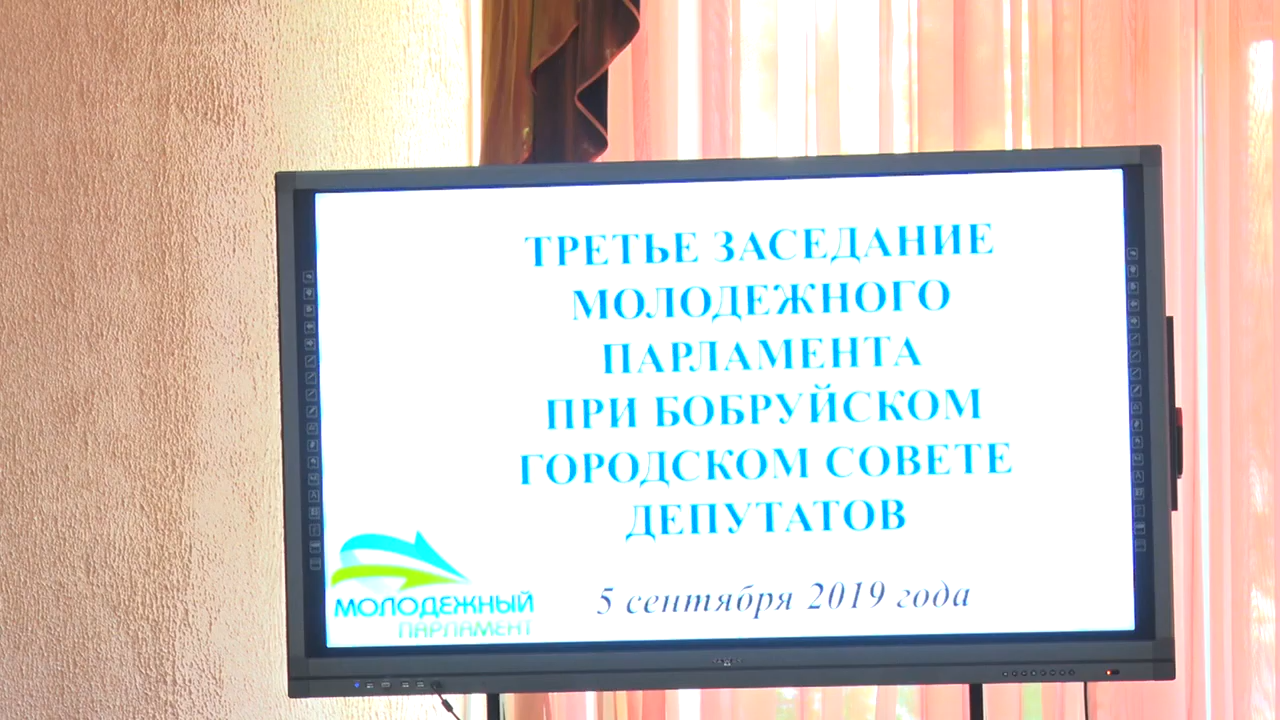 ТРЕТЬЕ ЗАСЕДАНИЕ
МОЛОДЕЖНОГО
ПАРЛАМЕНТА
ПРИ БОБРУЙСКОМ
ГОРОДСКОМ СОВЕТЕ
ДЕПУТАТОВ
5 сентября 2019 года
МОЛОДЕЖНЫЙ
ПАРЛАМЕНТ